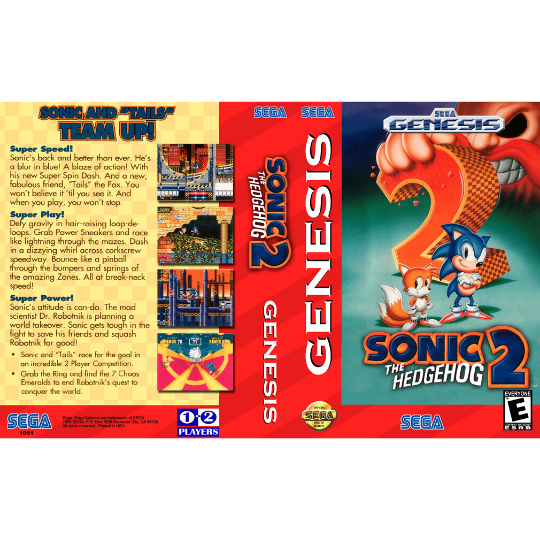 SONIC AND "TAILS"
TEAM UP!
Super Speed!
Sonic's back and better than ever. He's
a blur in blue! A blaze of action! With
his new Super Spin Dash. And a new,
fabulous friend, "Tails" the Fox. You
won't believe it 'til you see it. And
when you play, you won't stop.
Super Play!
Defy gravity in hair-raising loop-de-
loops. Grab Power Sneakers and race
like lightning through the mazes. Dash
in a dizzying whirl across corkscrew
speedway. Bounce like a pinball
through the bumpers and springs of
the amazing Zones. All at break-neck
speed!
Super Power!
Sonic's attitude is can-do. The mad
scientist Dr. Robotnik is planning a
world takeover. Sonic gets tough in the
fight to save his friends and squash
Robotnik for good!
• Sonic and "Tails" race for the goal in
an incredible 2 Player Competition.
• Grab the Ring and find the 7 Chaos
Emeralds to end Robotnik's quest to
conquer the world.
SEGA
1-2
PLAYERS
SEGA
SONIC
THE
HEDGEHOG
2
GENESIS
SEGA
GENESIS
SEGA
SEGA
GENESIS
2
SONIC
THE
HEDGEHOG
2
SEGA
EVERYONE
E
ESRB